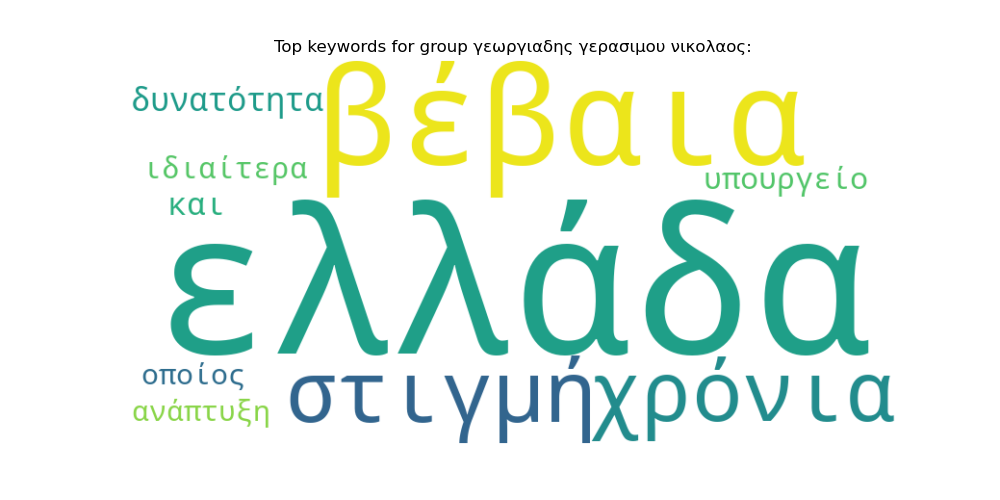 Top keywords for group γεωργιαδης γερασιμου νικολαος:
βέβαια
δυνατότητα
ιδιαίτερα
υπουργείο
και
ελλάδα
οποίος
στιγμή
χρόνια
ανάπτυξη